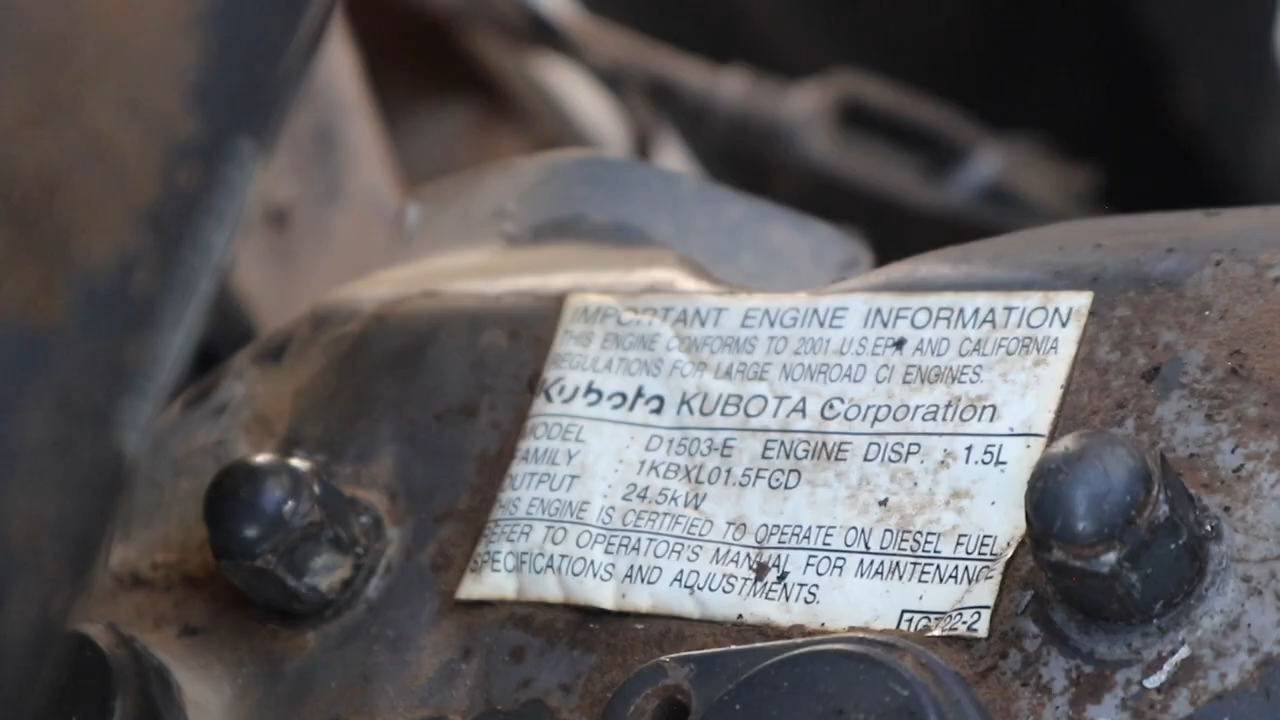 IMPORTANT ENGINE INFORMATION
THIS ENGINE CONFORMS TO 2001 U.S.EPA AND CALIFORNIA
REGULATIONS FOR LARGE NONROAD CI ENGINES.
Kubota KUBOTA Corporation
MODEL : D1503-E ENGINE DISP. : 1.5L
FAMILY : 1KBXL01.5FCD
OUTPUT : 24.5kW
THIS ENGINE IS CERTIFIED TO OPERATE ON DIESEL FUEL
REFER TO OPERATOR'S MANUAL FOR MAINTENANCE
SPECIFICATIONS AND ADJUSTMENTS.